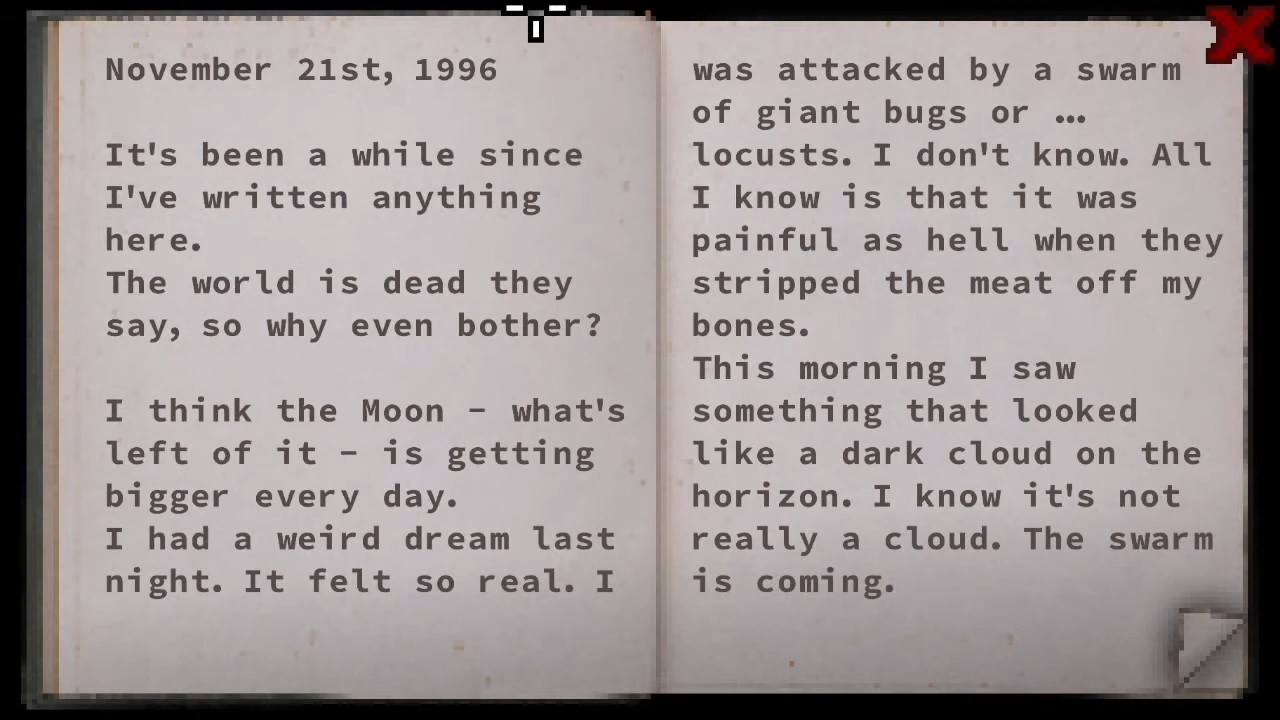 November 21st, 1996
It's been a while since
I've written anything
here.
The world is dead they
say, so why even bother?
I think the Moon - what's
left of it - is getting
bigger every day.
I had a weird dream last
night. It felt so real. I
was attacked by a swarm
of giant bugs or ...
locusts. I don't know. All
I know is that it was
painful as hell when they
stripped the meat off my
bones.
This morning I saw
something that looked
like a dark cloud on the
horizon. I know it's not
really a cloud. The swarm
is coming.